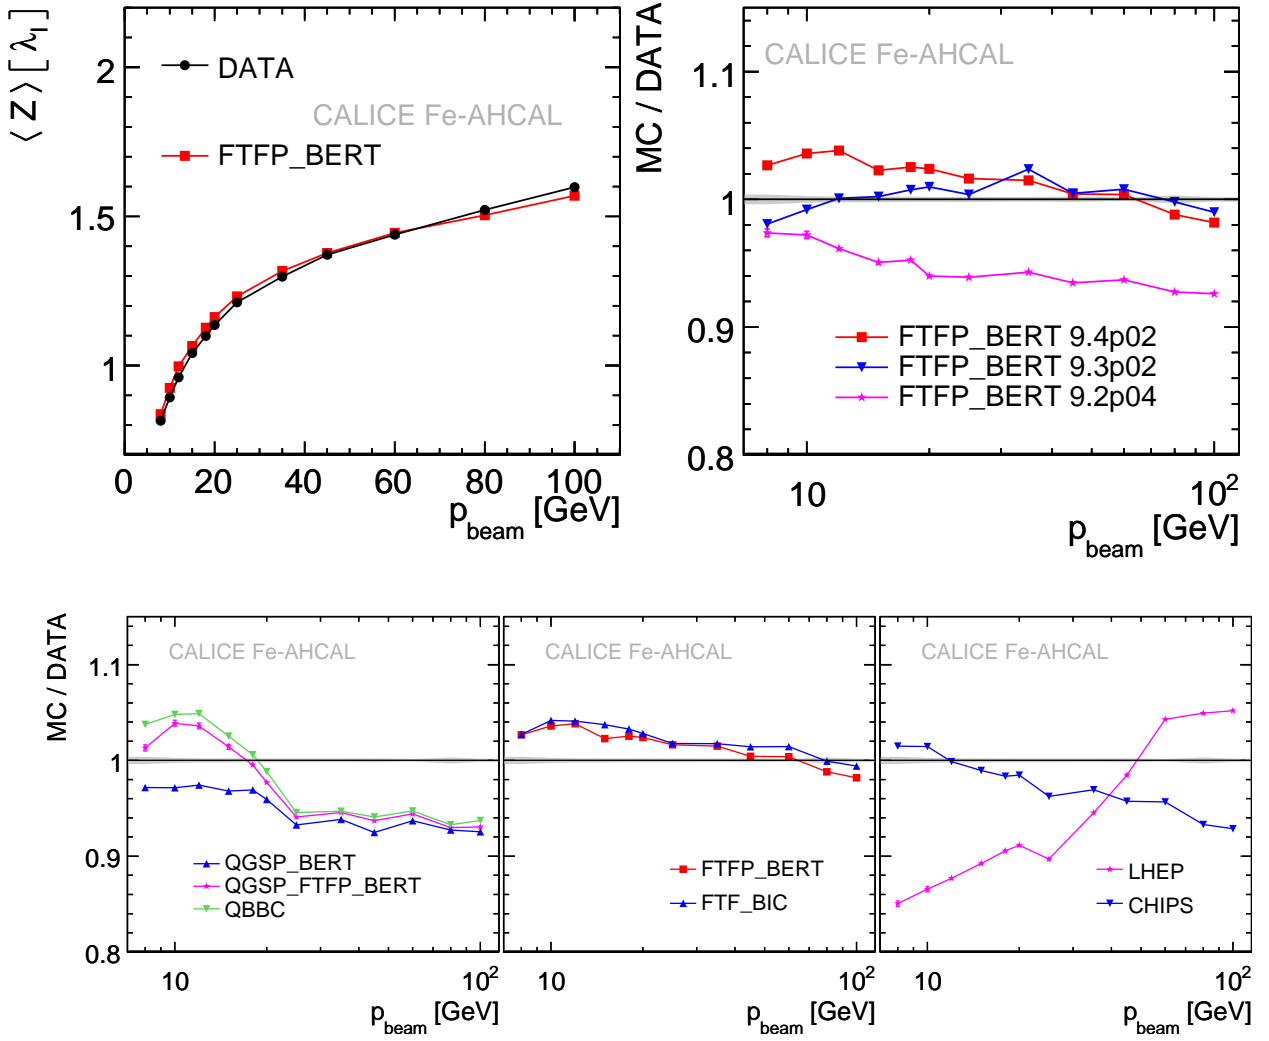 ⟨ Z ⟩ [ λI ]
2
1.5
1
DATA
CALICE Fe-AHCAL
FTFP_BERT
0 20 40 60 80 100
pbeam [GeV]
MC / DATA
1.1
1
0.9
0.8
CALICE Fe-AHCAL
FTFP_BERT 9.4p02
FTFP_BERT 9.3p02
FTFP_BERT 9.2p04
10 10²
pbeam [GeV]
MC / DATA
1.1
1
0.9
0.8
CALICE Fe-AHCAL
QGSP_BERT
QGSP_FTFP_BERT
QBBC
10 10²
pbeam [GeV]
CALICE Fe-AHCAL
FTFP_BERT
FTF_BIC
10 10²
pbeam [GeV]
CALICE Fe-AHCAL
LHEP
CHIPS
10 10²
pbeam [GeV]